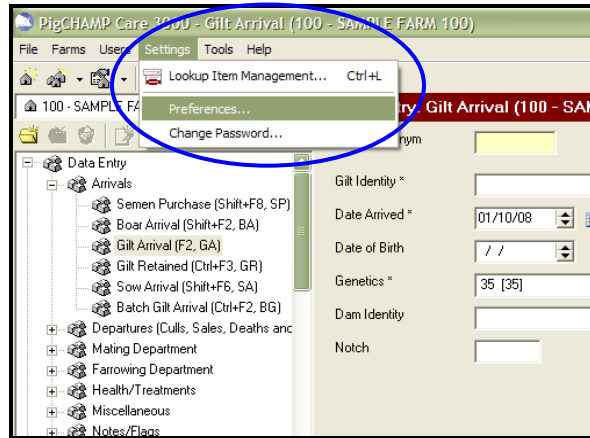 PigCHAMP Care 3000 - Gilt Arrival (100 - SAMPLE FARM 100)
File Farms Users Settings Tools Help
Lookup Item Management... Ctrl+L
Preferences...
Change Password...
100 - SAMPLE FA
Gilt Arrival (100 - SA
nym
Data Entry
Arrivals
Semen Purchase (Shift+F8, SP)
Boar Arrival (Shift+F2, BA)
Gilt Arrival (F2, GA)
Gilt Retained (Ctrl+F3, GR)
Sow Arrival (Shift+F6, SA)
Batch Gilt Arrival (Ctrl+F2, BG)
Departures (Culls, Sales, Deaths and
Mating Department
Farrowing Department
Health/Treatments
Miscellaneous
Notes/Flags
Gilt Identity *
Date Arrived * 01/10/08
Date of Birth / /
Genetics * 35 [35]
Dam Identity
Notch